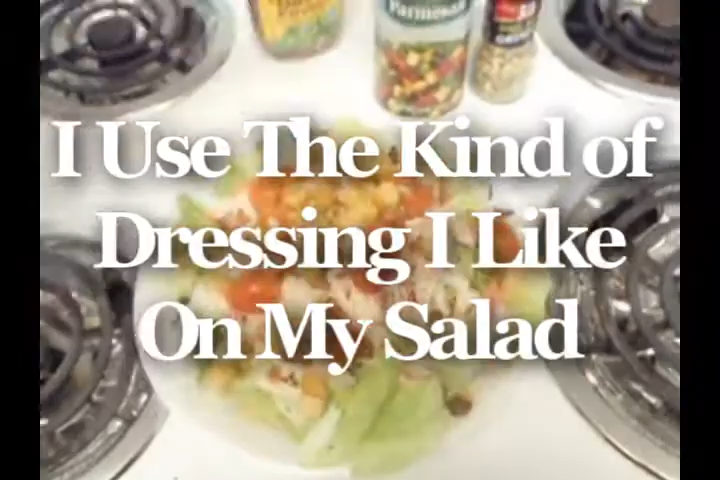 Parmesan
I Use The Kind of
Dressing I Like
On My Salad